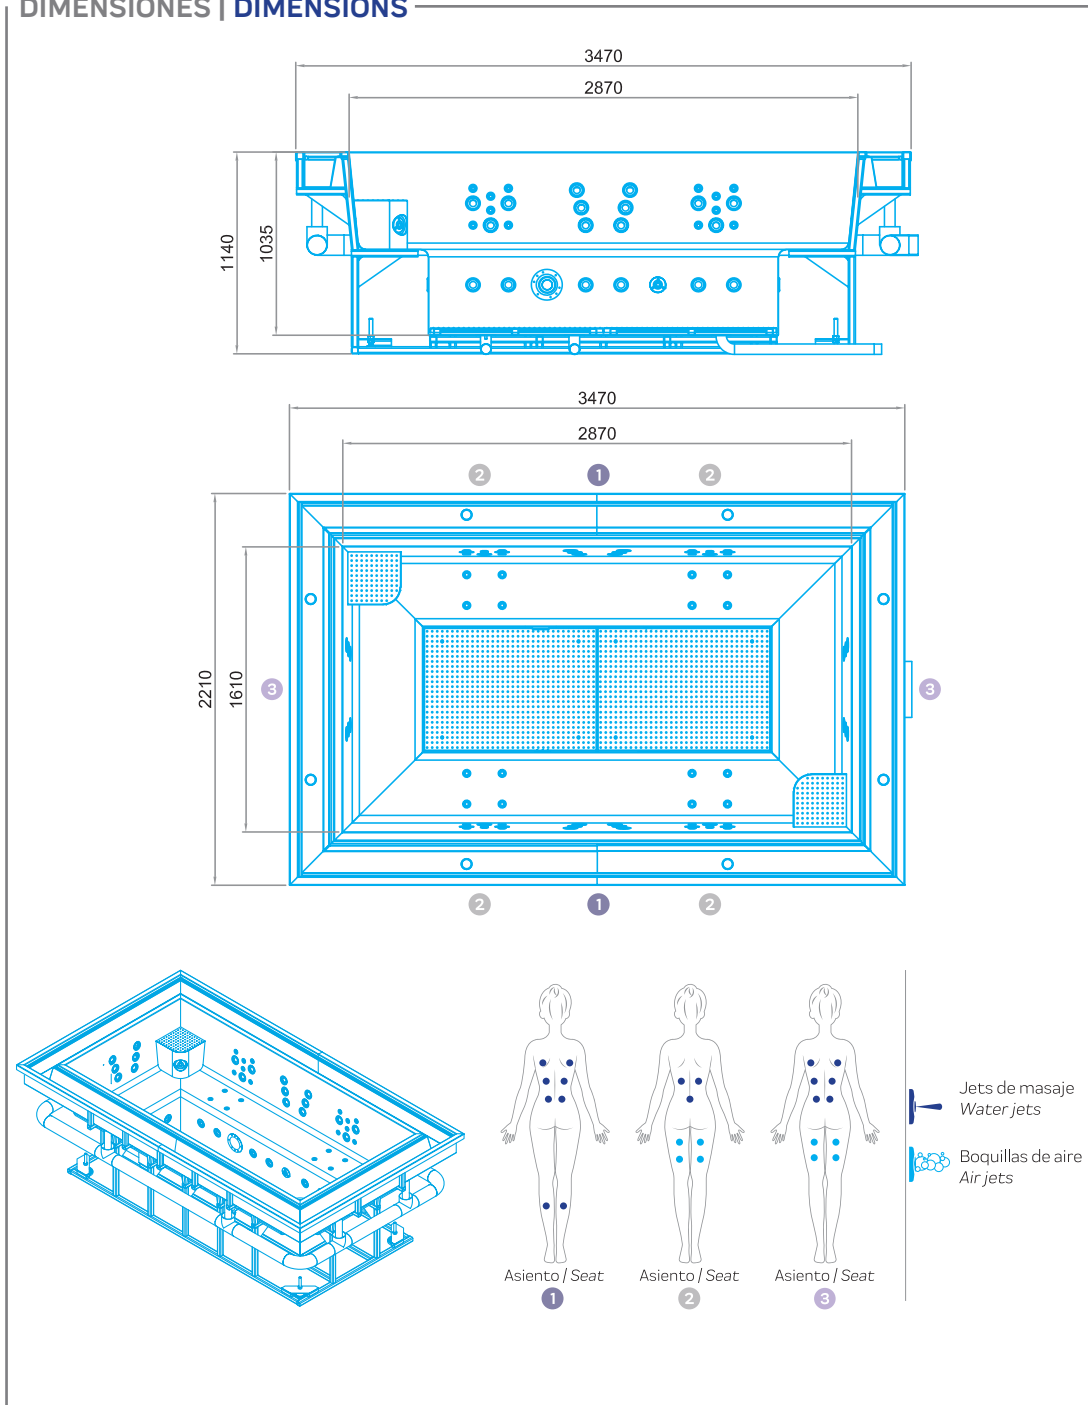 DIMENSIONES | DIMENSIONS
3470
2870
1140
1035
3470
2870
2 1 2
2210
1610
3 3
2 1 2
Jets de masaje
Water jets
Boquillas de aire
Air jets
Asiento / Seat Asiento / Seat Asiento / Seat
1 2 3